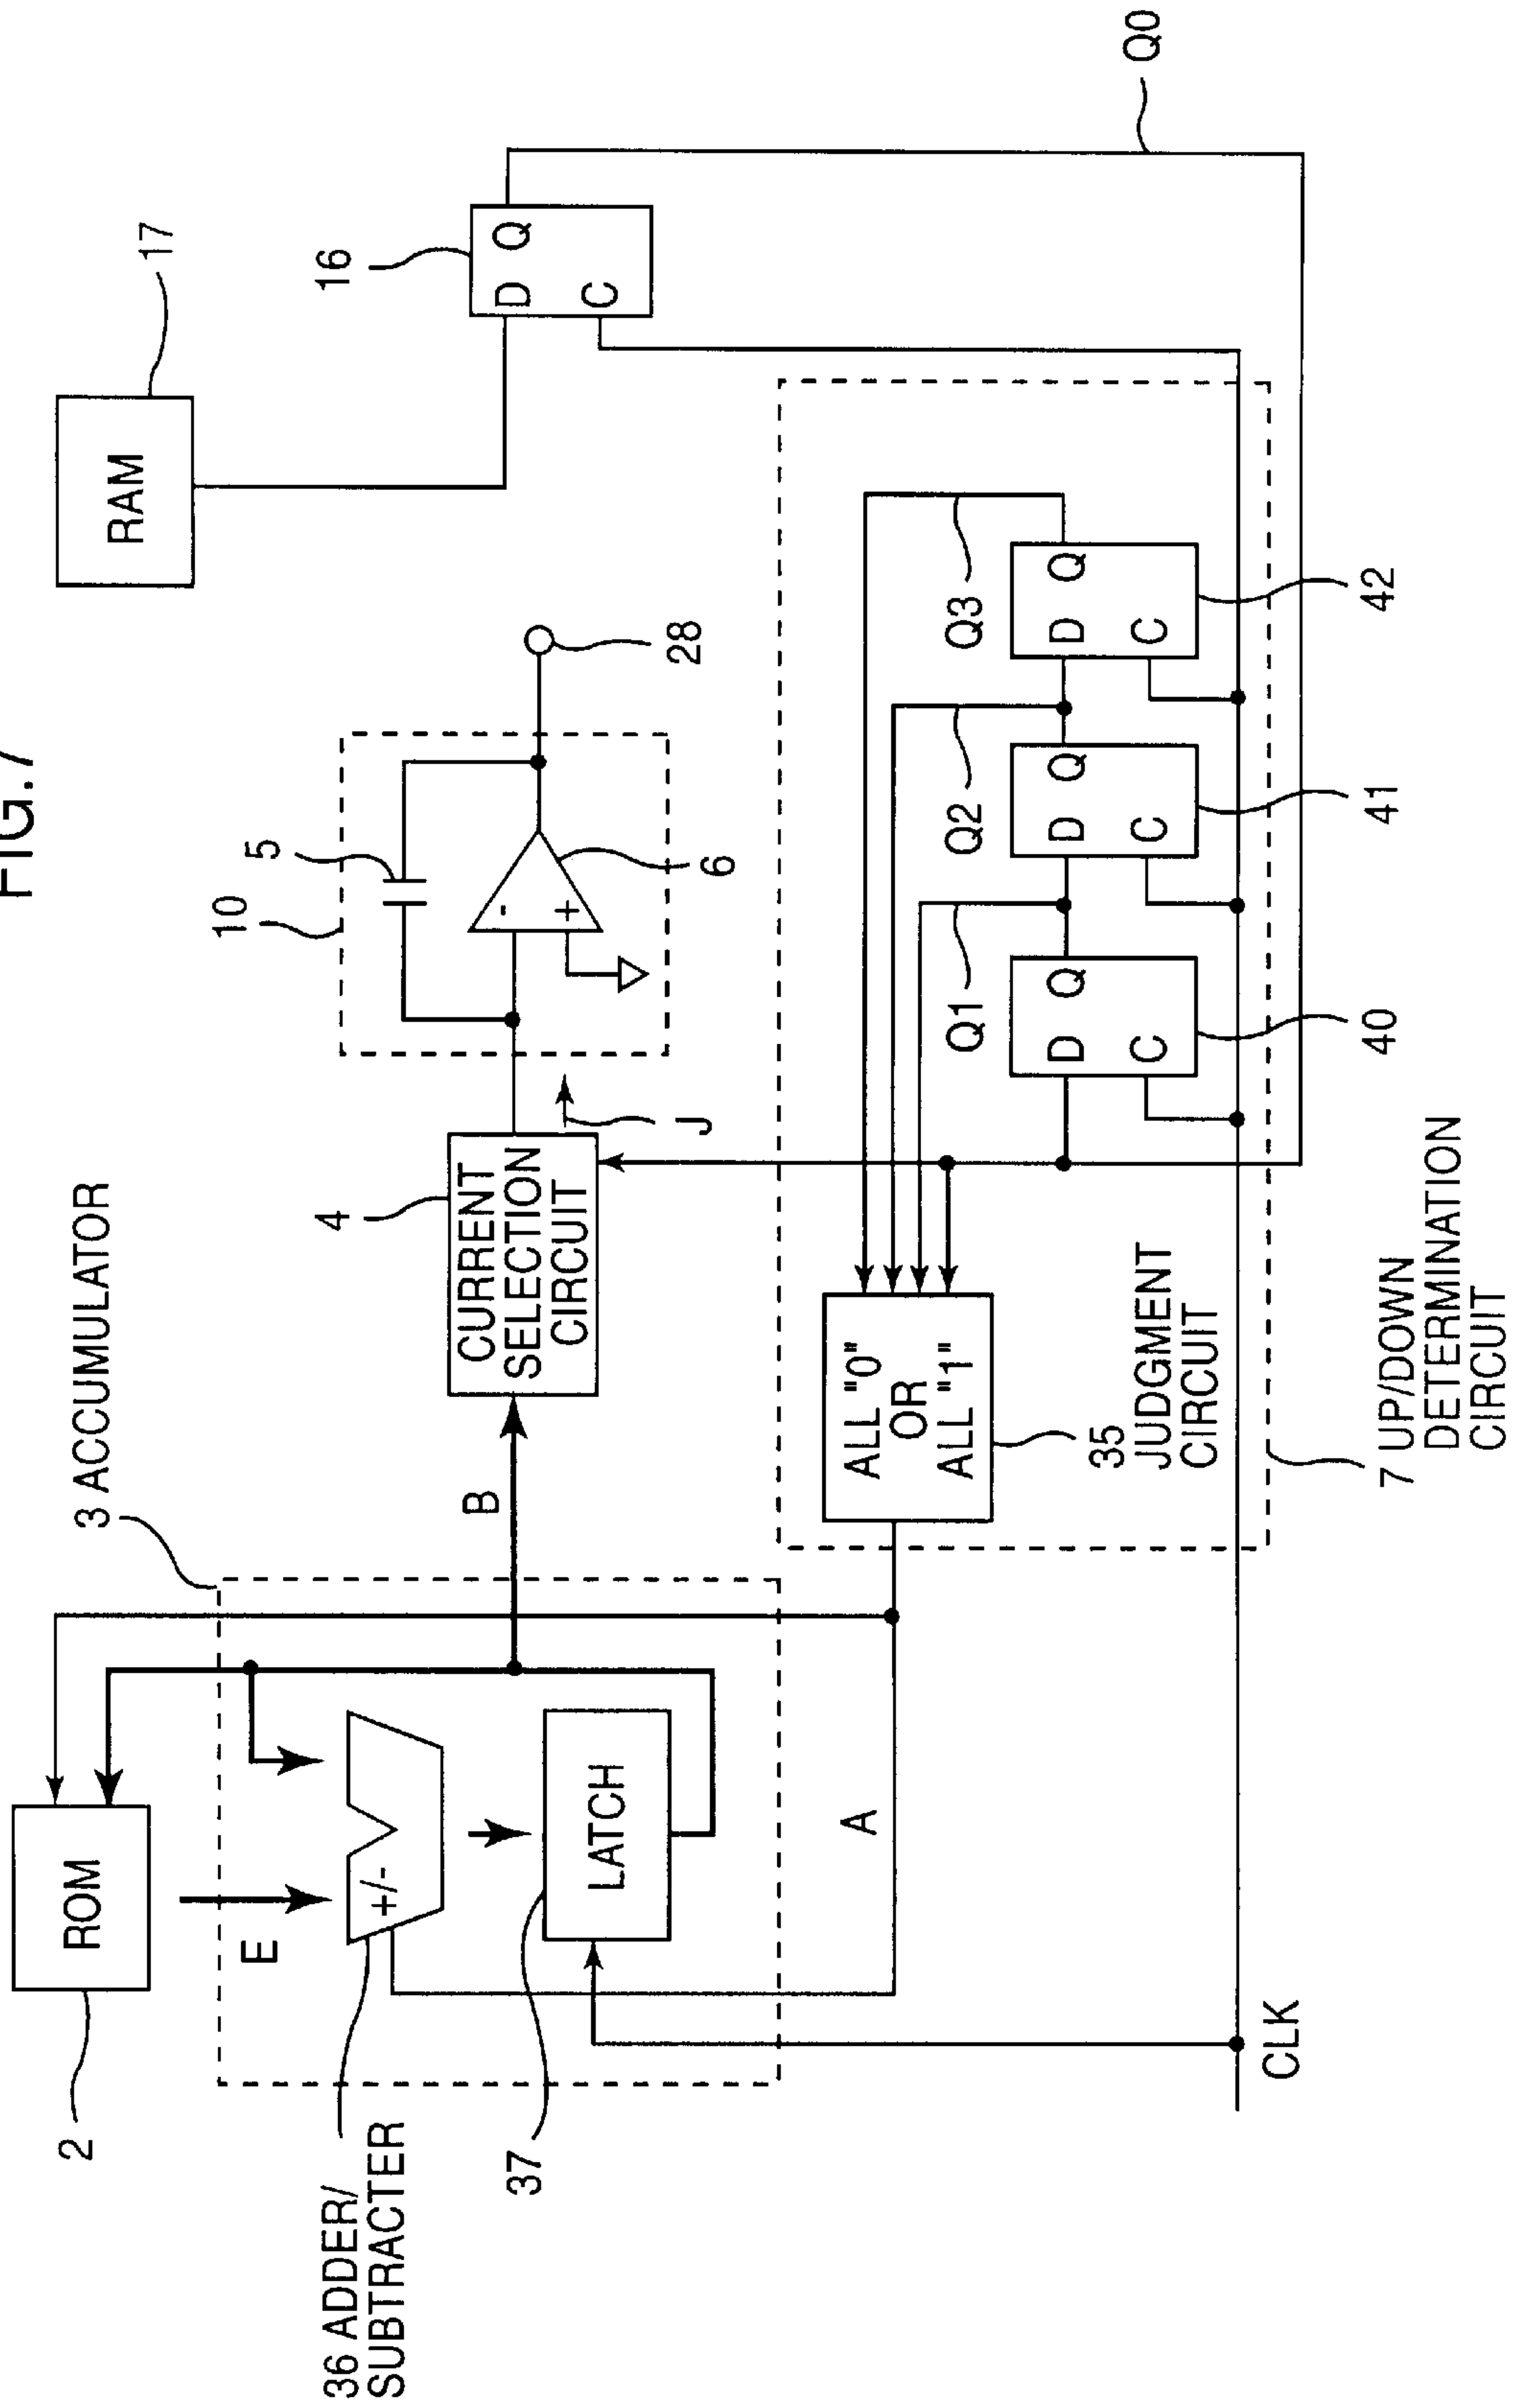 FIG.7
RAM
17
16
D Q
C
Q0
10
5
-
+
6
28
3 ACCUMULATOR
4
CURRENT
SELECTION
CIRCUIT
J
B
2
ROM
E
+/-
36 ADDER/
SUBTRACTER
LATCH
37
A
CLK
ALL "0"
OR
ALL "1"
35
JUDGMENT
CIRCUIT
Q1
Q2
Q3
D Q
C
40
D Q
C
41
D Q
C
42
7 UP/DOWN
DETERMINATION
CIRCUIT